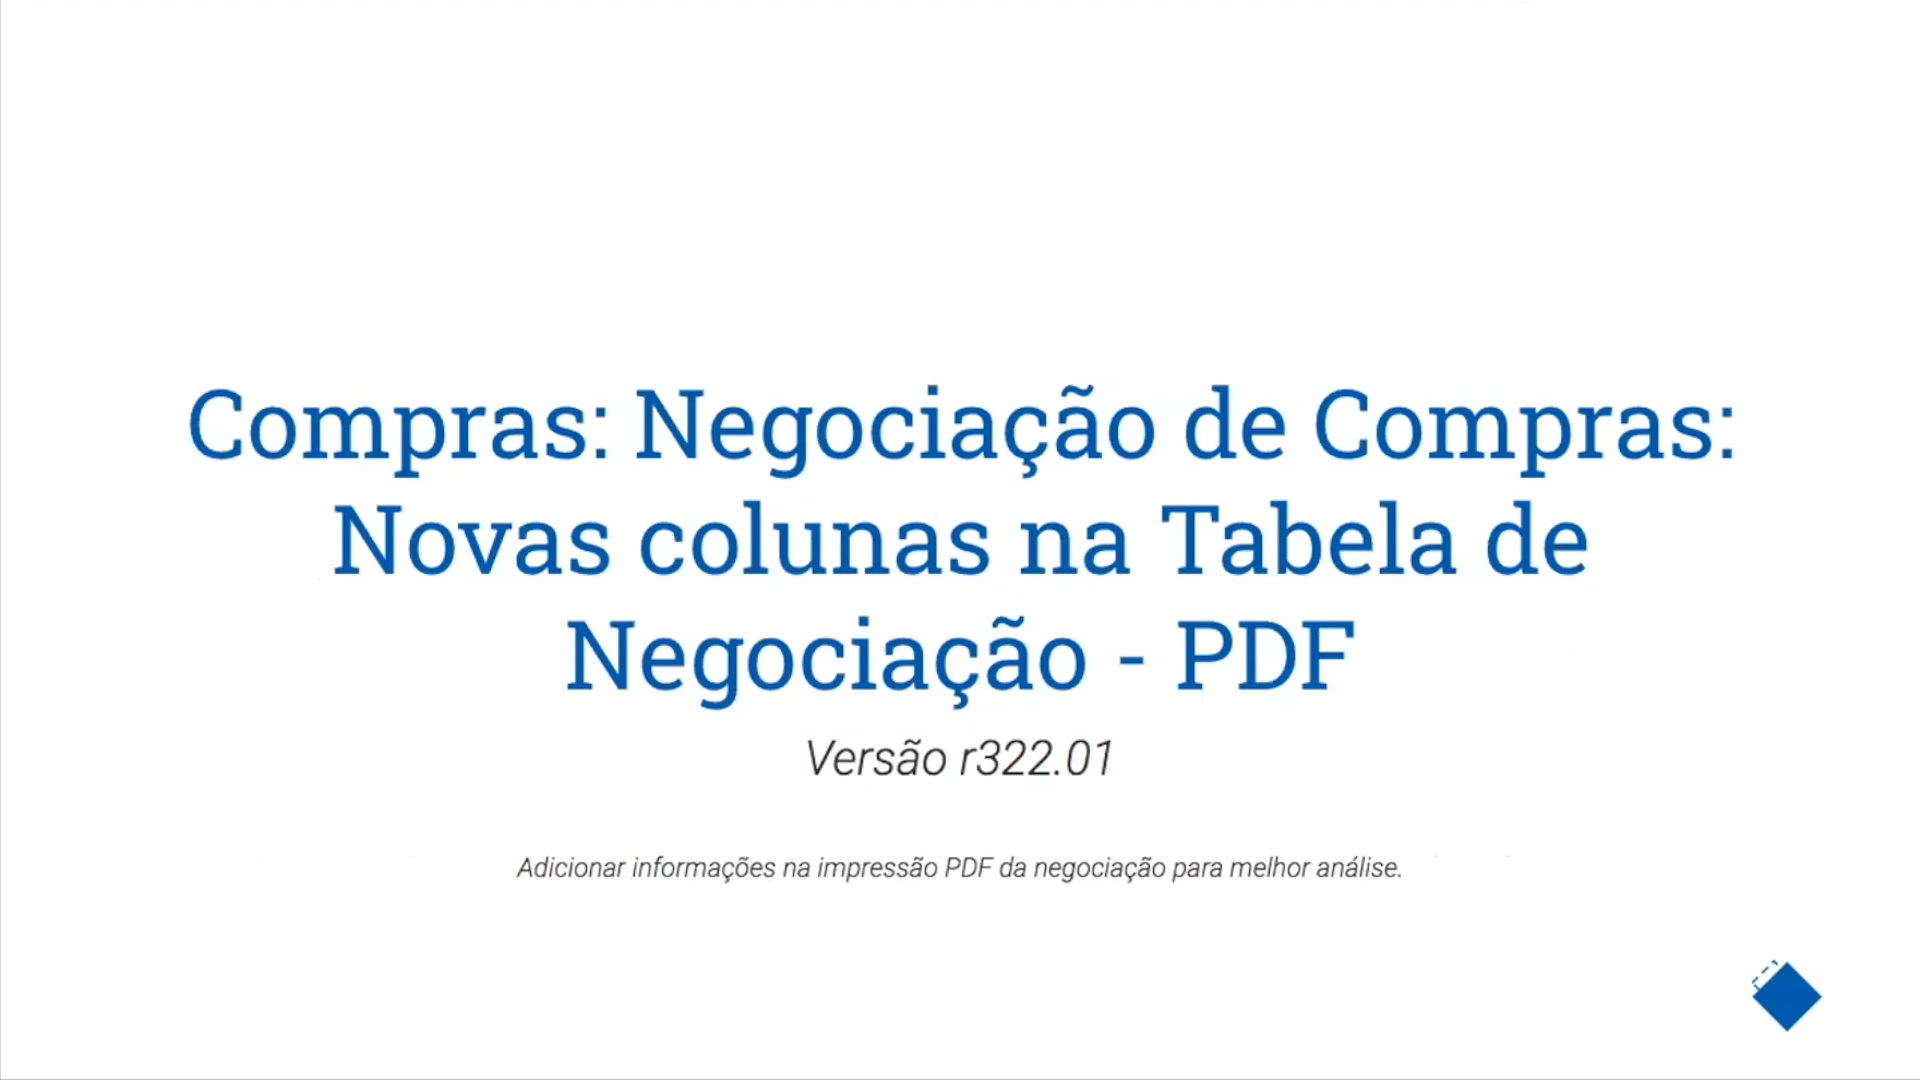 Compras: Negociação de Compras:
Novas colunas na Tabela de
Negociação - PDF
Versão r322.01
Adicionar informações na impressão PDF da negociação para melhor análise.